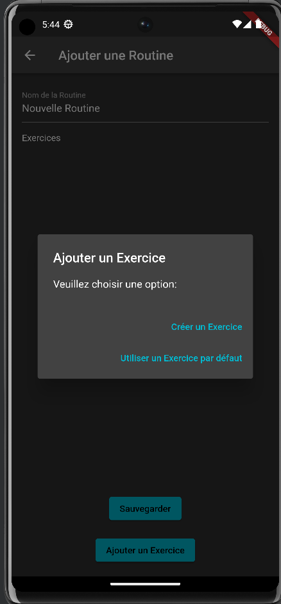 5:44
DEBUG
Ajouter une Routine
Nom de la Routine
Nouvelle Routine
Exercices
Ajouter un Exercice
Veuillez choisir une option:
Créer un Exercice
Utiliser un Exercice par défaut
Sauvegarder
Ajouter un Exercice